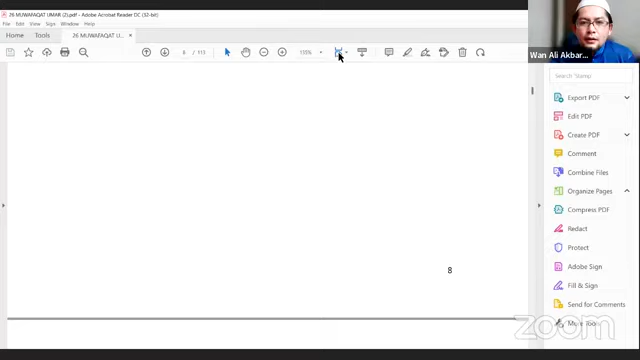 26 MUWAFAQAT UMAR (2).pdf - Adobe Acrobat Reader DC (32-bit)
File Edit View Sign Window Help
Home Tools 26 MUWAFAQAT U... ×
8 / 113 135%
Wan Ali Akbar...
Search 'Stamp'
Export PDF
Edit PDF
Create PDF
Comment
Combine Files
Organize Pages
Compress PDF
Redact
Protect
Adobe Sign
Fill & Sign
Send for Comments
More Too
8
zoom